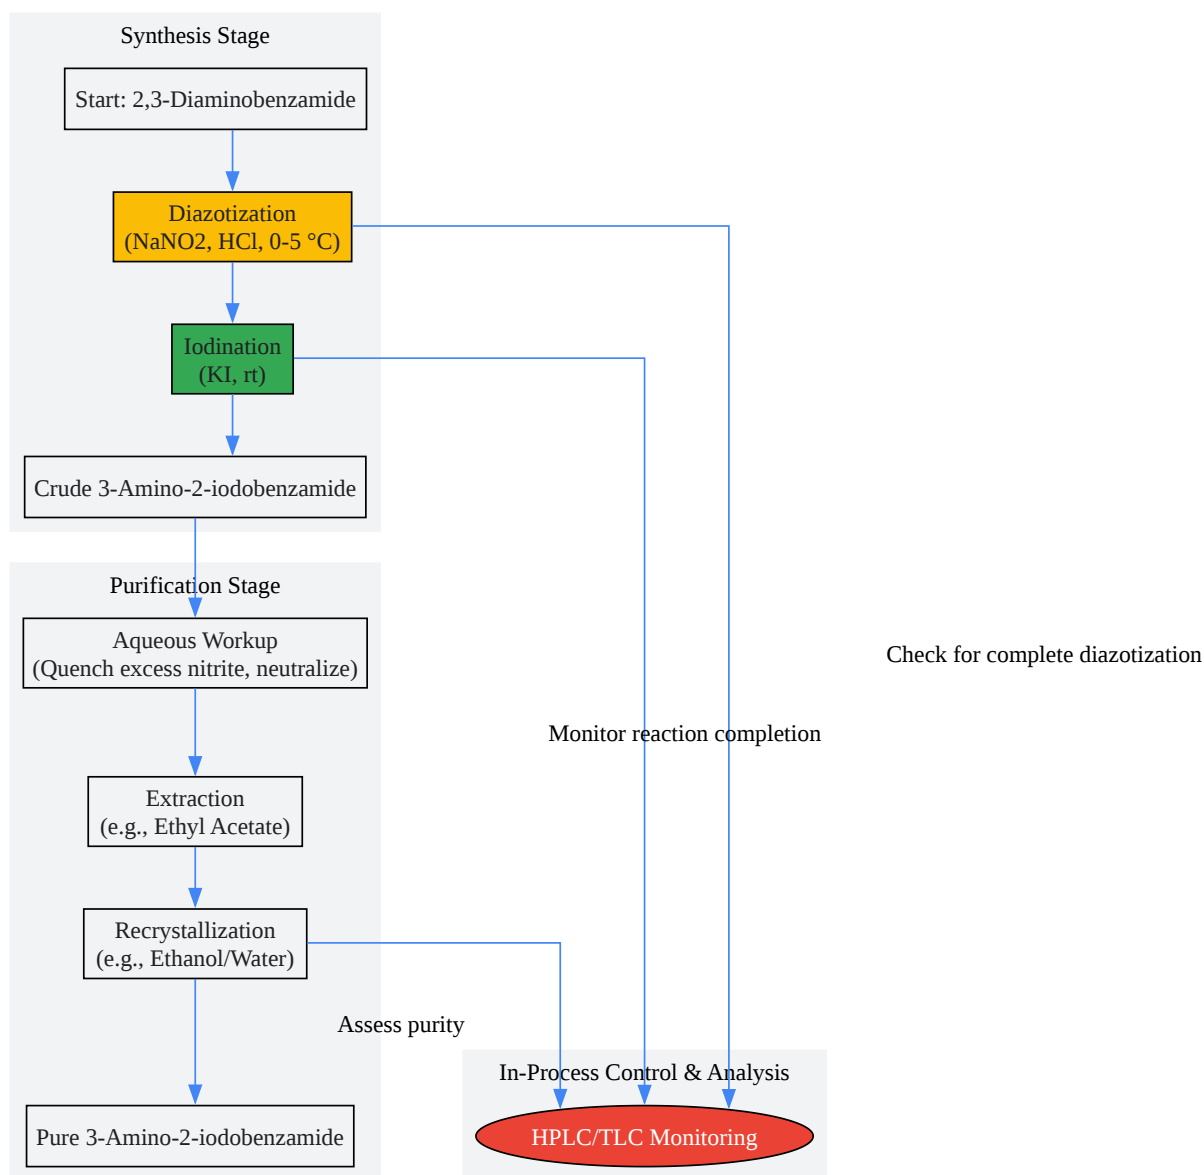 Synthesis Stage
Start: 2,3-Diaminobenzamide
Diazotization
(NaNO2, HCl, 0-5 °C)
Iodination
(KI, rt)
Crude 3-Amino-2-iodobenzamide
Purification Stage
Aqueous Workup
(Quench excess nitrite, neutralize)
Check for complete diazotization
Monitor reaction completion
Extraction
(e.g., Ethyl Acetate)
Recrystallization
(e.g., Ethanol/Water)
Assess purity
In-Process Control & Analysis
Pure 3-Amino-2-iodobenzamide
HPLC/TLC Monitoring